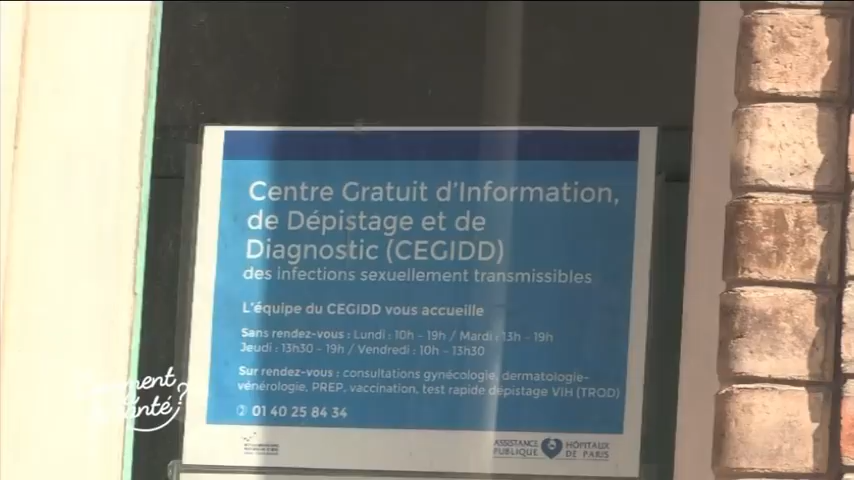 Centre Gratuit d'Information,
de Dépistage et de
Diagnostic (CEGIDD)
des infections sexuellement transmissibles
L'équipe du CEGIDD vous accueille
Sans rendez-vous : Lundi : 10h - 19h / Mardi : 13h - 19h
Jeudi : 13h30 - 19h / Vendredi : 10h - 13h30
Sur rendez-vous : consultations gynécologie, dermatologie-
vénérologie, PREP, vaccination, test rapide dépistage VIH (TROD)
01 40 25 84 34
ASSISTANCE HÔPITAUX
PUBLIQUE DE PARIS
santé ?